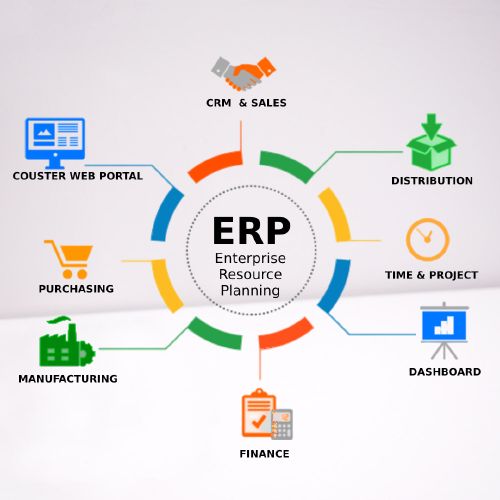 CRM & SALES
COUSTER WEB PORTAL
DISTRIBUTION
ERP
Enterprise
Resource
Planning
TIME & PROJECT
PURCHASING
MANUFACTURING
DASHBOARD
FINANCE